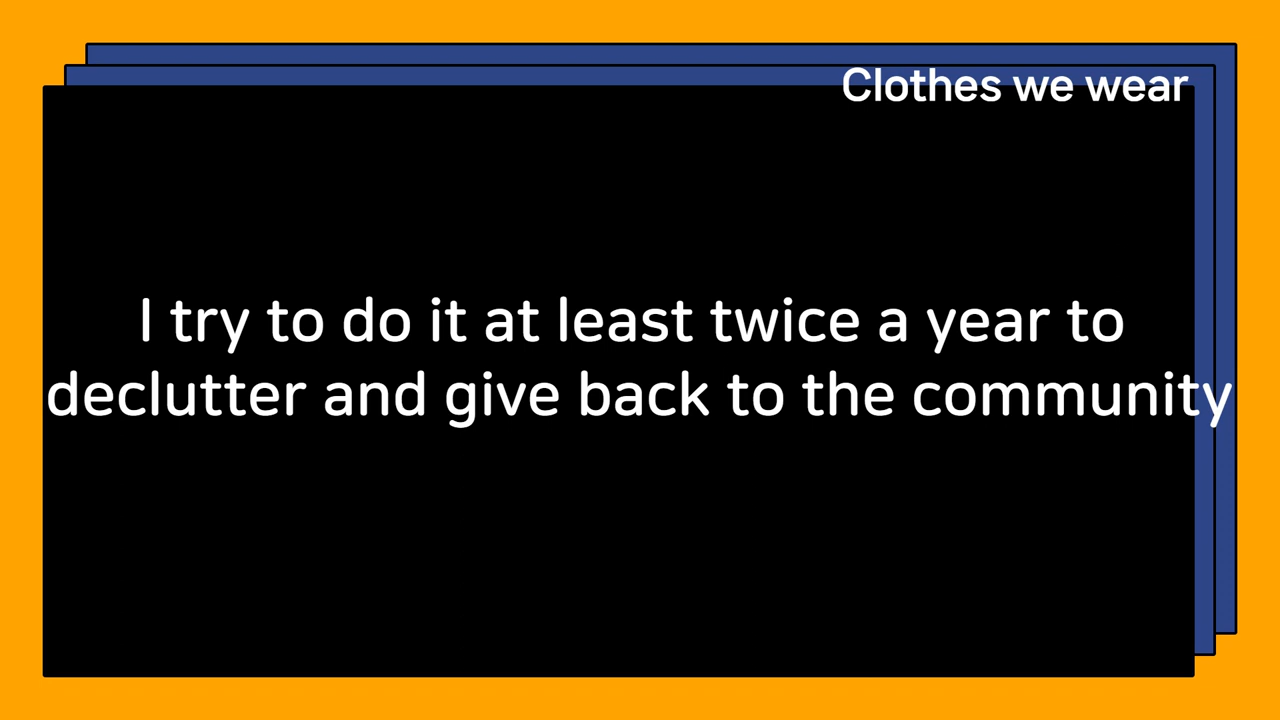 Clothes we wear
I try to do it at least twice a year to
declutter and give back to the community